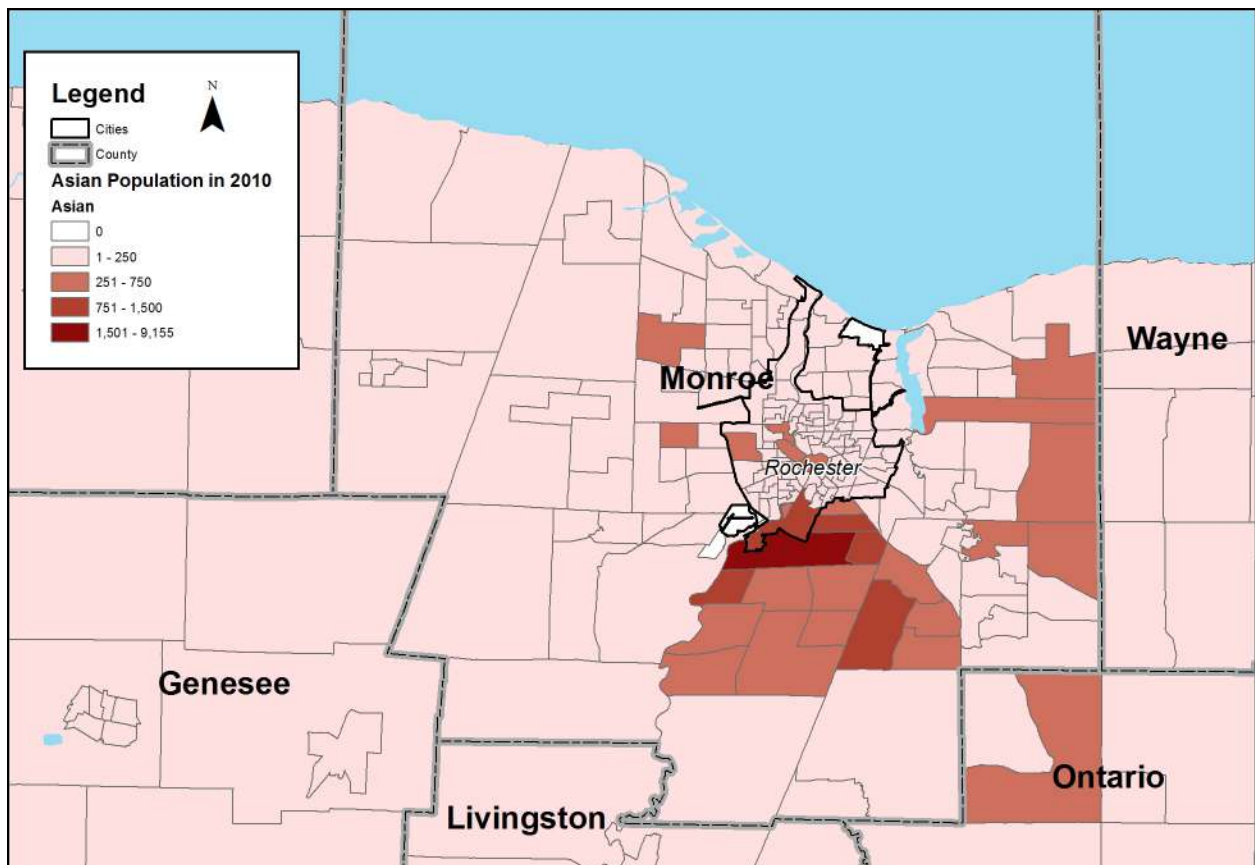 Legend
N
Cities
County
Asian Population in 2010
Asian
0
1 - 250
251 - 750
751 - 1,500
1,501 - 9,155
Wayne
Monroe
Rochester
Genesee
Ontario
Livingston